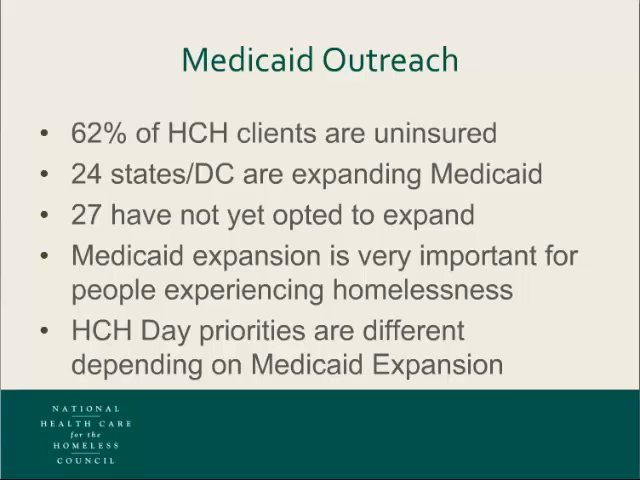 Medicaid Outreach
• 62% of HCH clients are uninsured
• 24 states/DC are expanding Medicaid
• 27 have not yet opted to expand
• Medicaid expansion is very important for
people experiencing homelessness
• HCH Day priorities are different
depending on Medicaid Expansion
NATIONAL
HEALTH CARE
for the
HOMELESS
COUNCIL